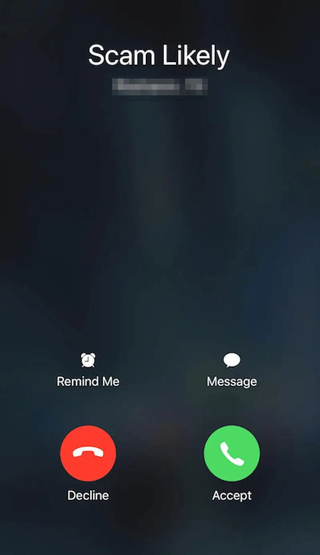 Scam Likely
Remind Me
Message
Decline
Accept